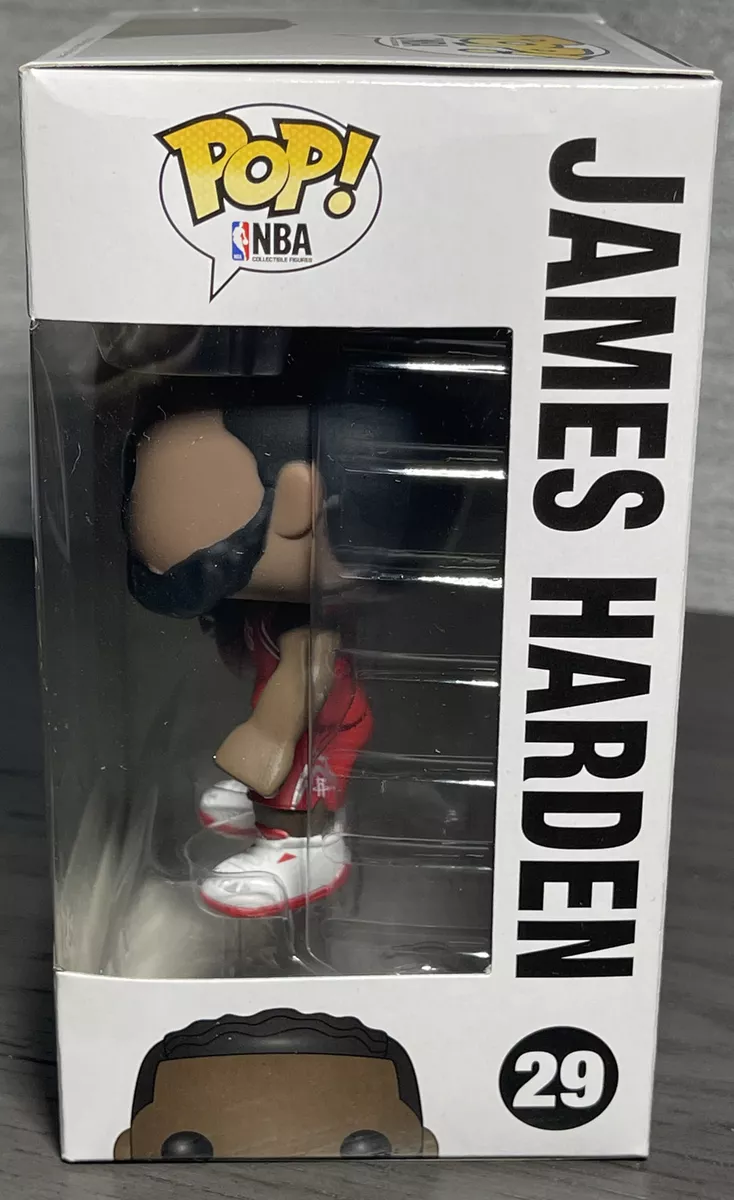 POP!
NBA
COLLECTIBLE FIGURES
JAMES HARDEN
29